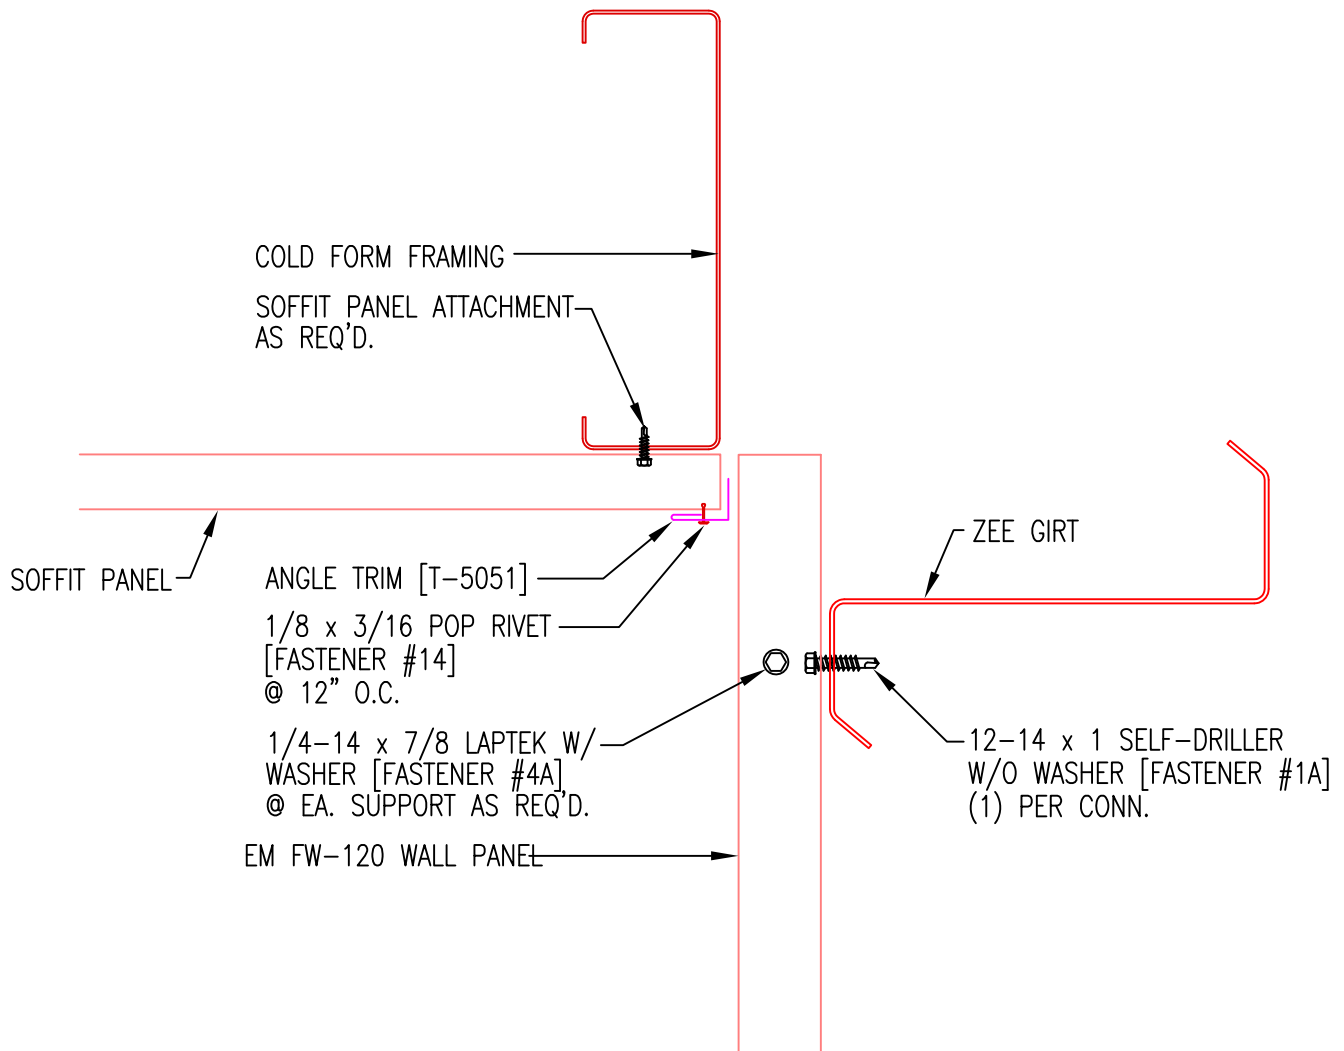 COLD FORM FRAMING
SOFFIT PANEL ATTACHMENT
AS REQ'D.
ZEE GIRT
SOFFIT PANEL
ANGLE TRIM [T-5051]
1/8 x 3/16 POP RIVET
[FASTENER #14]
@ 12" O.C.
1/4-14 x 7/8 LAPTEK W/
WASHER [FASTENER #4A]
@ EA. SUPPORT AS REQ'D.
12-14 x 1 SELF-DRILLER
W/O WASHER [FASTENER #1A]
(1) PER CONN.
EM FW-120 WALL PANEL